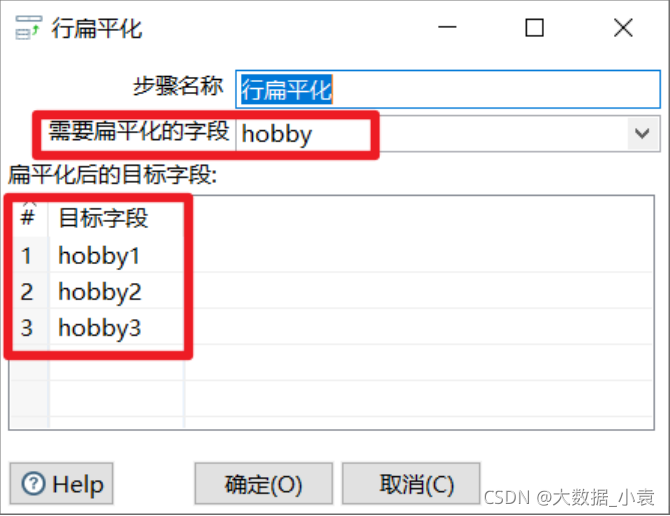 行扁平化
步骤名称 行扁平化
需要扁平化的字段 hobby
扁平化后的目标字段:
# 目标字段
1 hobby1
2 hobby2
3 hobby3
Help 确定(O) 取消(C)
CSDN @大数据_小袁